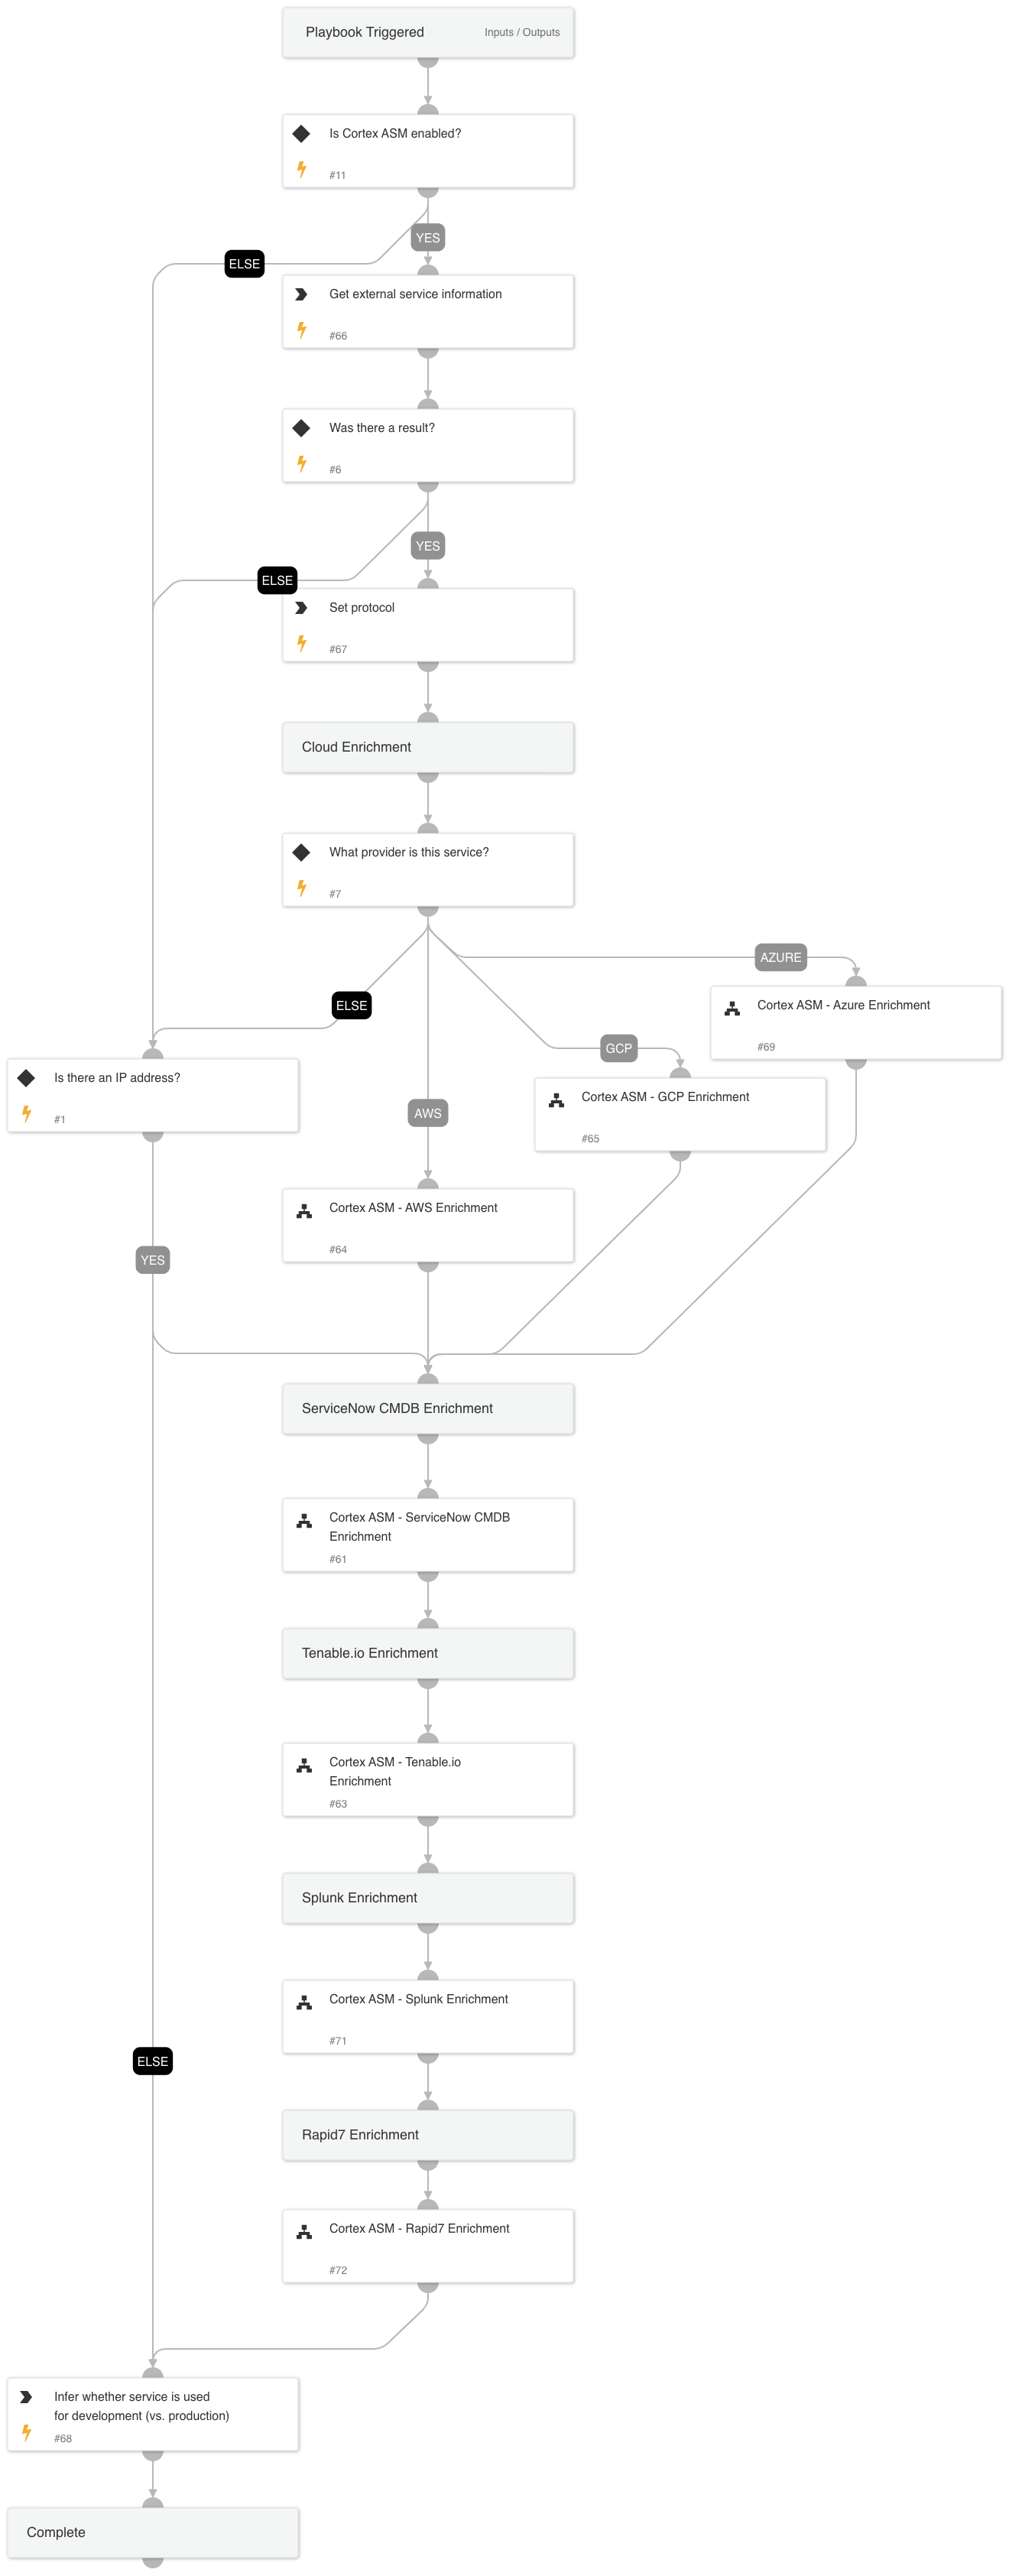 Playbook Triggered
Inputs / Outputs
Is Cortex ASM enabled?
#11
YES
ELSE
Get external service information
#66
Was there a result?
#6
YES
ELSE
Set protocol
#67
Cloud Enrichment
What provider is this service?
#7
AZURE
ELSE
Cortex ASM - Azure Enrichment
#69
GCP
Is there an IP address?
#1
Cortex ASM - GCP Enrichment
#65
AWS
Cortex ASM - AWS Enrichment
#64
YES
ServiceNow CMDB Enrichment
Cortex ASM - ServiceNow CMDB
Enrichment
#61
Tenable.io Enrichment
Cortex ASM - Tenable.io
Enrichment
#63
Splunk Enrichment
Cortex ASM - Splunk Enrichment
#71
ELSE
Rapid7 Enrichment
Cortex ASM - Rapid7 Enrichment
#72
Infer whether service is used
for development (vs. production)
#68
Complete